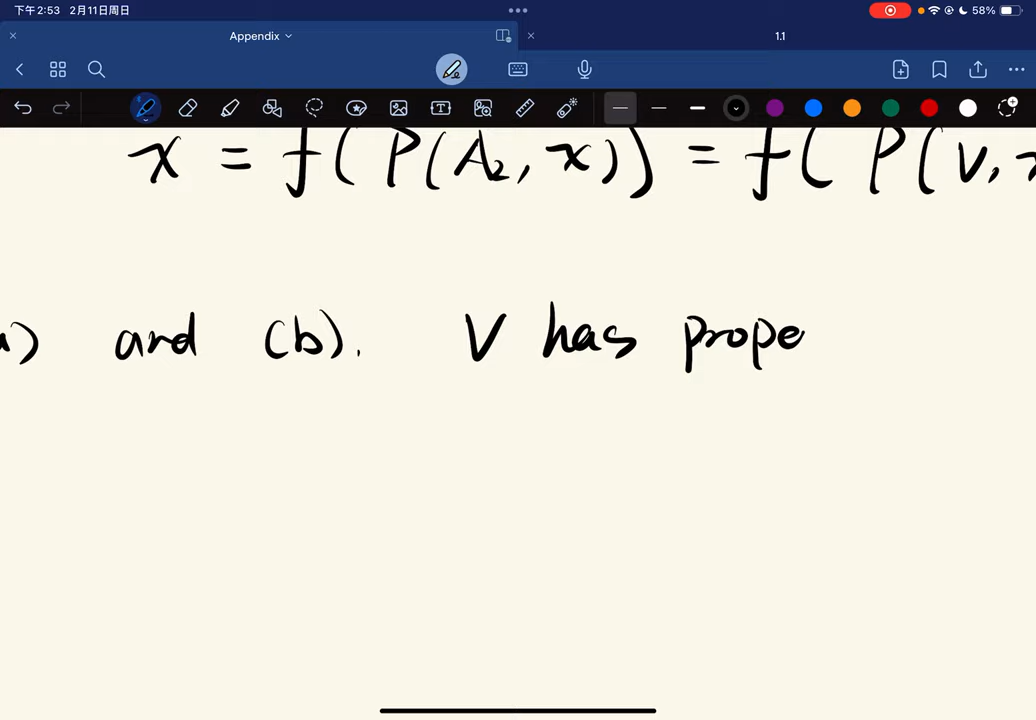 下午2:53 2月11日周日
58%
Appendix
1.1
x = f(P(A₂, x)) = f(P(V,
and (b). V has prope